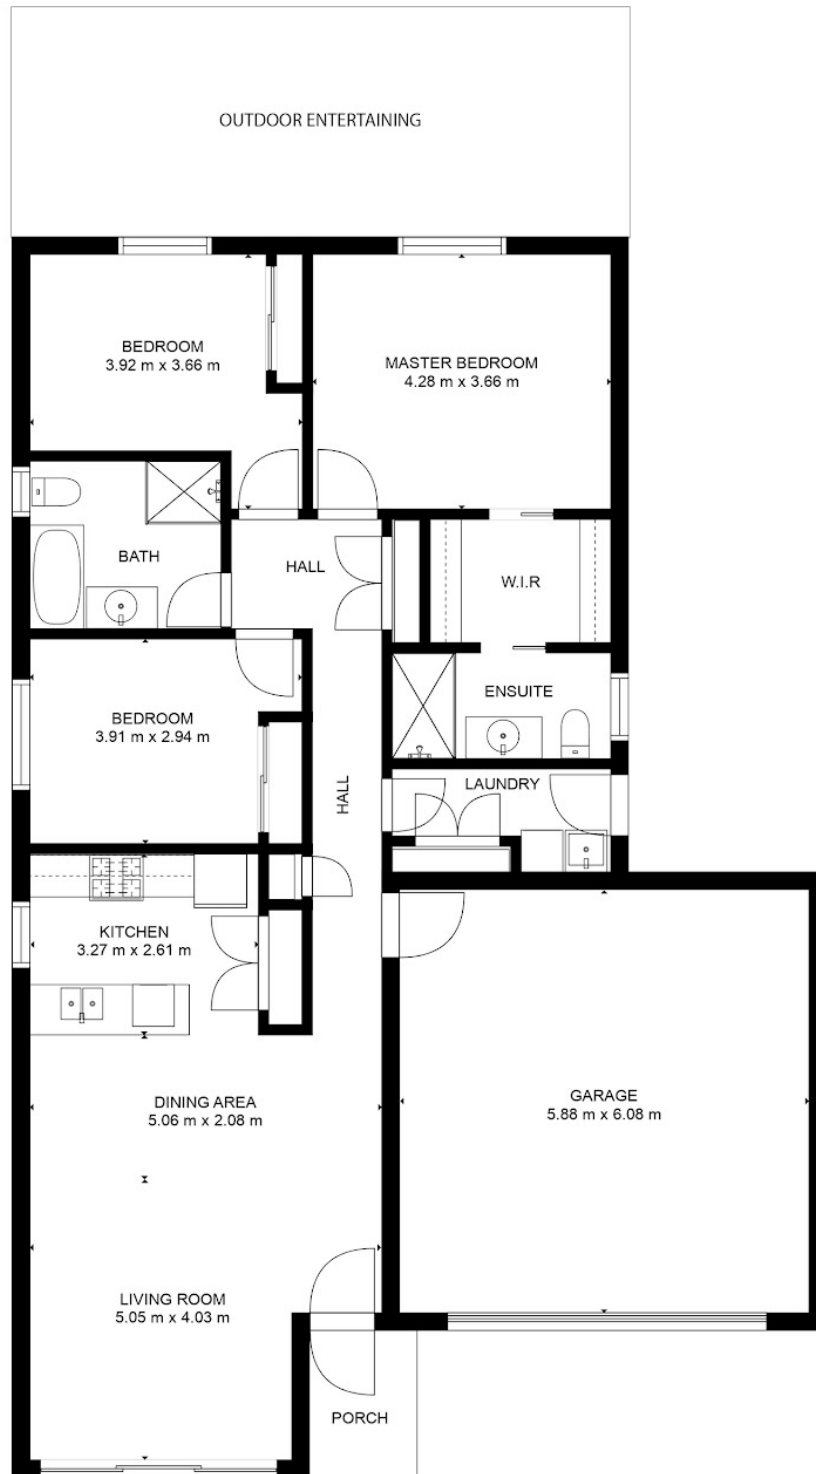 OUTDOOR ENTERTAINING
BEDROOM
3.92 m x 3.66 m
MASTER BEDROOM
4.28 m x 3.66 m
BATH
HALL
W.I.R
ENSUITE
BEDROOM
3.91 m x 2.94 m
HALL
LAUNDRY
KITCHEN
3.27 m x 2.61 m
DINING AREA
5.06 m x 2.08 m
GARAGE
5.88 m x 6.08 m
LIVING ROOM
5.05 m x 4.03 m
PORCH